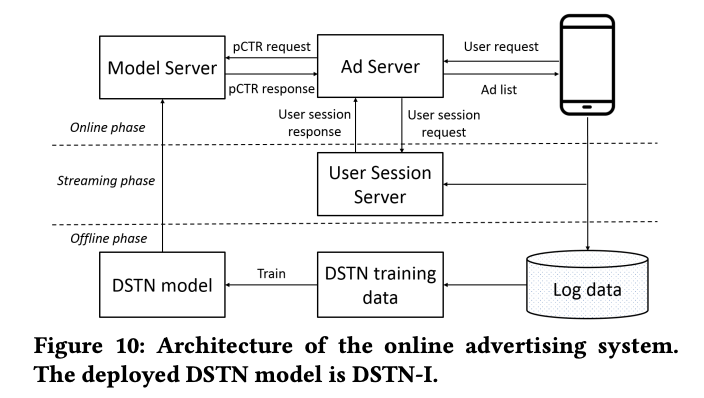 pCTR request
User request
Model Server
Ad Server
pCTR response
Ad list
User session
response
User session
request
Online phase
Streaming phase
User Session
Server
Offline phase
DSTN model
Train
DSTN training
data
Log data
Figure 10: Architecture of the online advertising system.
The deployed DSTN model is DSTN-I.